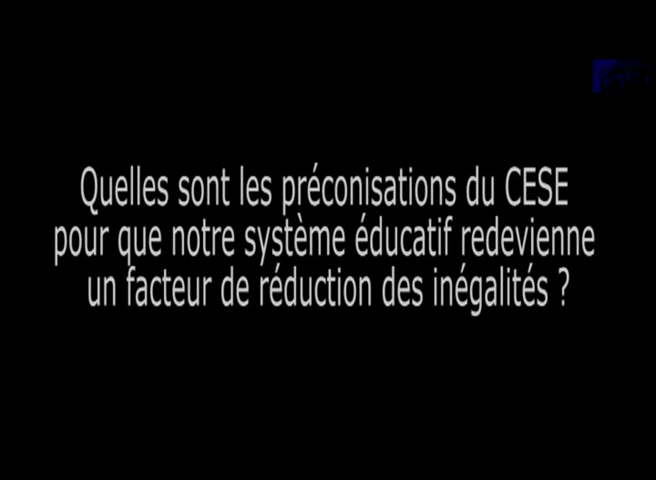 Quelles sont les préconisations du CESE
pour que notre système éducatif redevienne
un facteur de réduction des inégalités ?